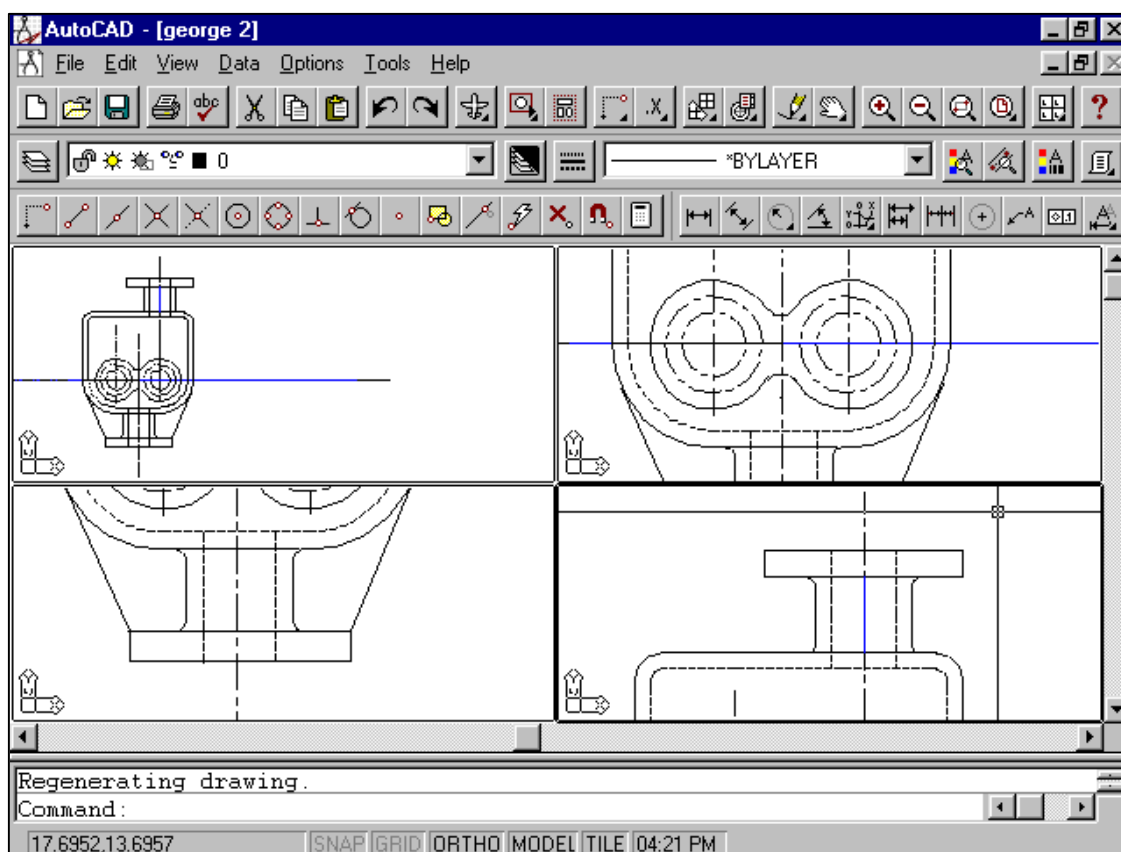 AutoCAD - [george 2]
File Edit View Data Options Tools Help
abc .X
0 *BYLAYER
Regenerating drawing.
Command:
17.6952,13.6957 SNAP GRID ORTHO MODEL TILE 04:21 PM